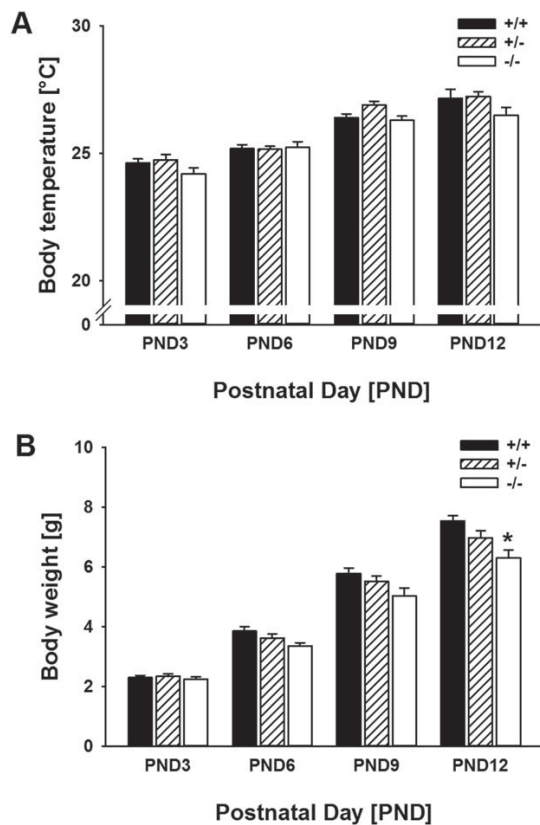 A
+/+
+/-
-/-
Body temperature [°C]
30
25
20
0
PND3 PND6 PND9 PND12
Postnatal Day [PND]
B
+/+
+/-
-/-
Body weight [g]
10
8
6
4
2
0
*
PND3 PND6 PND9 PND12
Postnatal Day [PND]